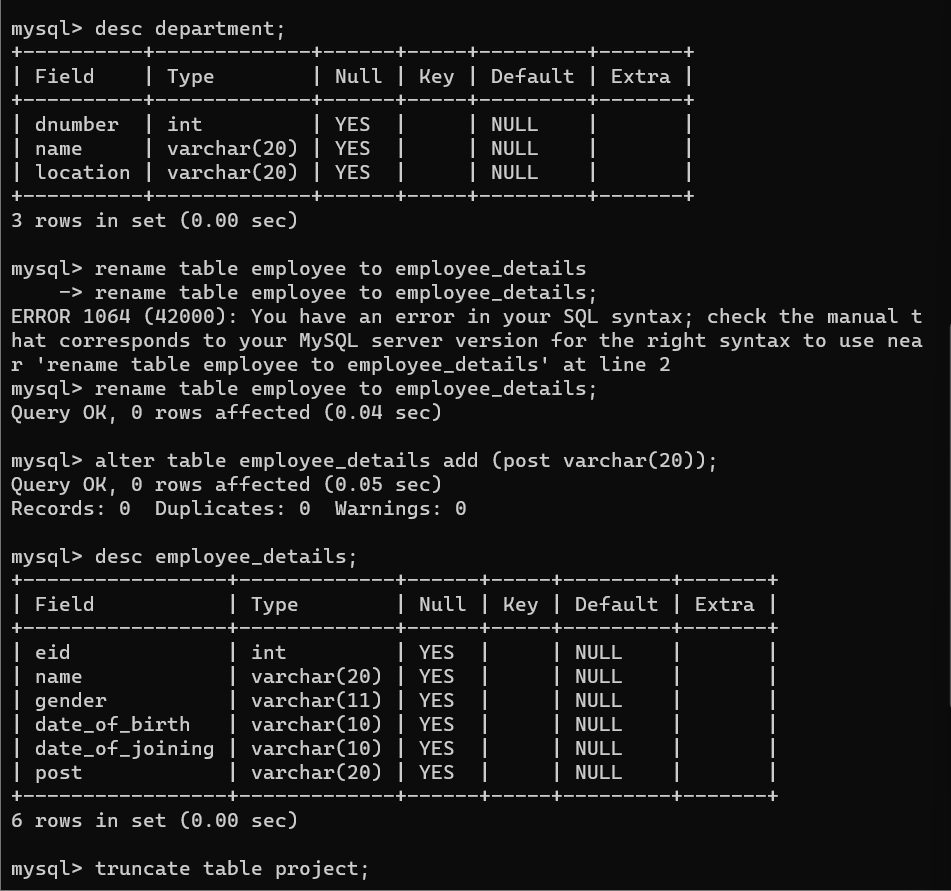 mysql> desc department;
+----------+-------------+------+-----+---------+-------+
| Field    | Type        | Null | Key | Default | Extra |
+----------+-------------+------+-----+---------+-------+
| dnumber  | int         | YES  |     | NULL    |       |
| name     | varchar(20) | YES  |     | NULL    |       |
| location | varchar(20) | YES  |     | NULL    |       |
+----------+-------------+------+-----+---------+-------+
3 rows in set (0.00 sec)

mysql> rename table employee to employee_details
    -> rename table employee to employee_details;
ERROR 1064 (42000): You have an error in your SQL syntax; check the manual t
hat corresponds to your MySQL server version for the right syntax to use nea
r 'rename table employee to employee_details' at line 2
mysql> rename table employee to employee_details;
Query OK, 0 rows affected (0.04 sec)

mysql> alter table employee_details add (post varchar(20));
Query OK, 0 rows affected (0.05 sec)
Records: 0  Duplicates: 0  Warnings: 0

mysql> desc employee_details;
+-----------------+-------------+------+-----+---------+-------+
| Field           | Type        | Null | Key | Default | Extra |
+-----------------+-------------+------+-----+---------+-------+
| eid             | int         | YES  |     | NULL    |       |
| name            | varchar(20) | YES  |     | NULL    |       |
| gender          | varchar(11) | YES  |     | NULL    |       |
| date_of_birth   | varchar(10) | YES  |     | NULL    |       |
| date_of_joining | varchar(10) | YES  |     | NULL    |       |
| post            | varchar(20) | YES  |     | NULL    |       |
+-----------------+-------------+------+-----+---------+-------+
6 rows in set (0.00 sec)

mysql> truncate table project;